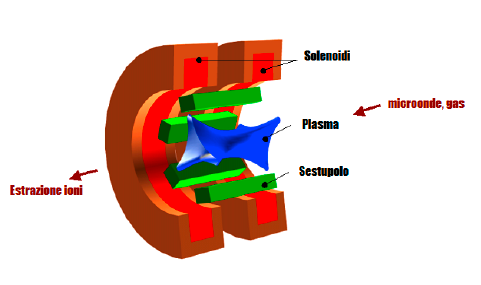 Solenoidi
microonde, gas
Plasma
Sestupolo
Estrazione ioni